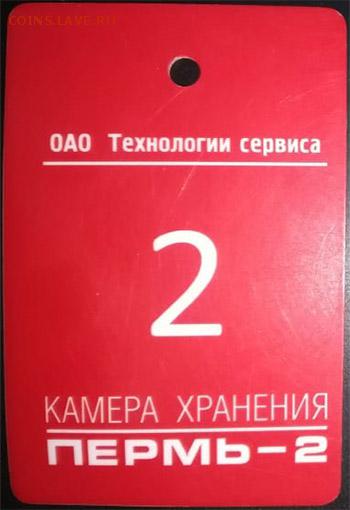 COINS.LAVE.RU
ОАО Технологии сервиса
2
КАМЕРА ХРАНЕНИЯ
ПЕРМЬ-2